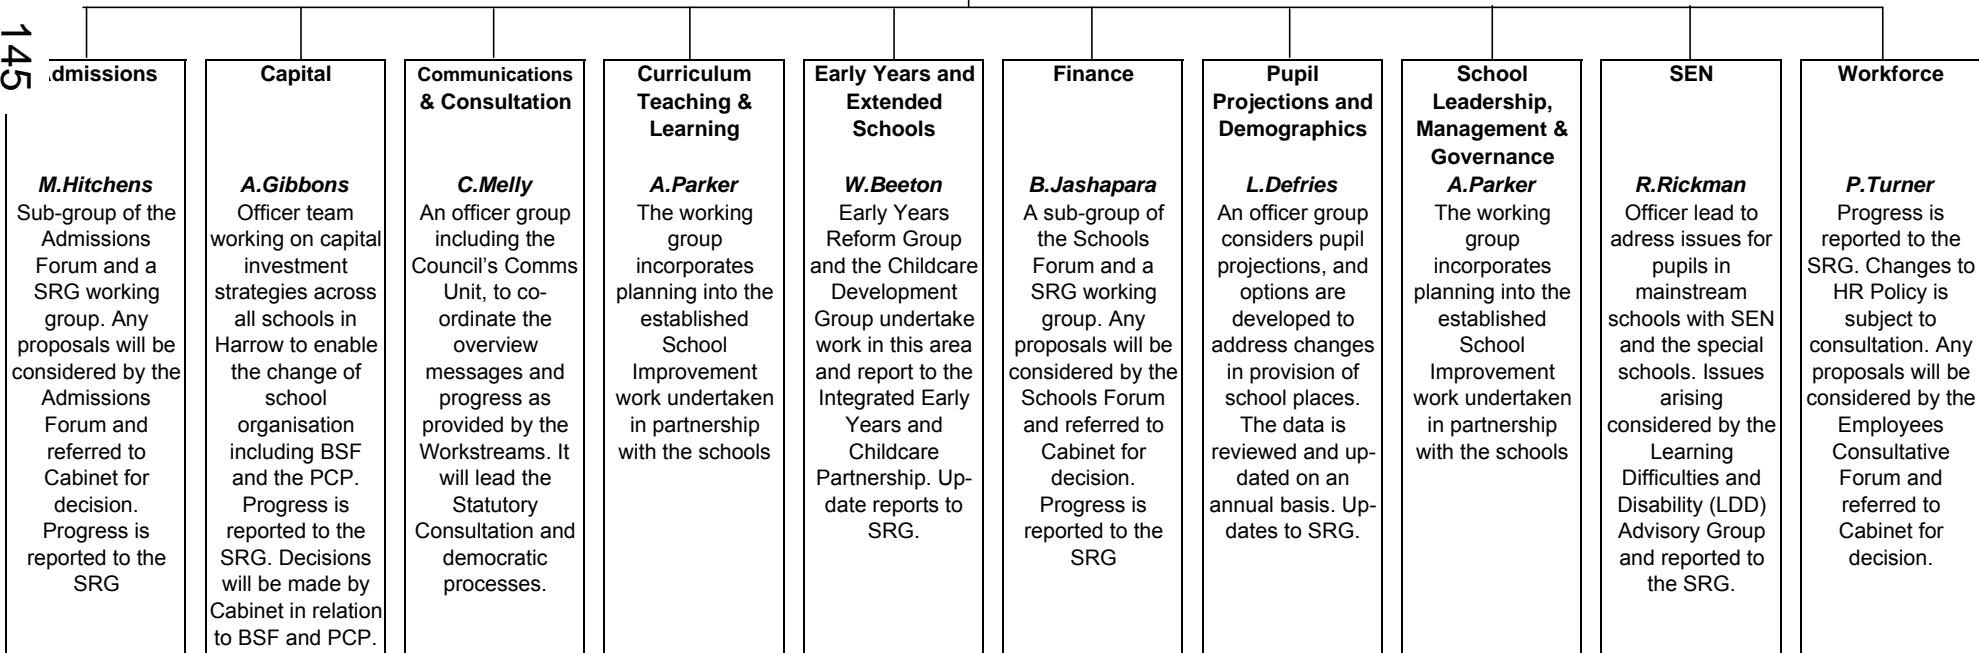 145
dmissions
M.Hitchens
Sub-group of the
Admissions
Forum and a
SRG working
group. Any
proposals will be
considered by the
Admissions
Forum and
referred to
Cabinet for
decision.
Progress is
reported to the
SRG
Capital
A.Gibbons
Officer team
working on capital
investment
strategies across
all schools in
Harrow to enable
the change of
school
organisation
including BSF
and the PCP.
Progress is
reported to the
SRG. Decisions
will be made by
Cabinet in relation
to BSF and PCP.
Communications
& Consultation
C.Melly
An officer group
including the
Council's Comms
Unit, to co-
ordinate the
overview
messages and
progress as
provided by the
Workstreams. It
will lead the
Statutory
Consultation and
democratic
processes.
Curriculum
Teaching &
Learning
A.Parker
The working
group
incorporates
planning into the
established
School
Improvement
work undertaken
in partnership
with the schools
Early Years and
Extended
Schools
W.Beeton
Early Years
Reform Group
and the Childcare
Development
Group undertake
work in this area
and report to the
Integrated Early
Years and
Childcare
Partnership. Up-
date reports to
SRG.
Finance
B.Jashapara
A sub-group of
the Schools
Forum and a
SRG working
group. Any
proposals will be
considered by the
Schools Forum
and referred to
Cabinet for
decision.
Progress is
reported to the
SRG
Pupil
Projections and
Demographics
L.Defries
An officer group
considers pupil
projections, and
options are
developed to
address changes
in provision of
school places.
The data is
reviewed and up-
dated on an
annual basis. Up-
dates to SRG.
School
Leadership,
Management &
Governance
A.Parker
The working
group
incorporates
planning into the
established
School
Improvement
work undertaken
in partnership
with the schools
SEN
R.Rickman
Officer lead to
adress issues for
pupils in
mainstream
schools with SEN
and the special
schools. Issues
arising
considered by the
Learning
Difficulties and
Disability (LDD)
Advisory Group
and reported to
the SRG.
Workforce
P.Turner
Progress is
reported to the
SRG. Changes to
HR Policy is
subject to
consultation. Any
proposals will be
considered by the
Employees
Consultative
Forum and
referred to
Cabinet for
decision.